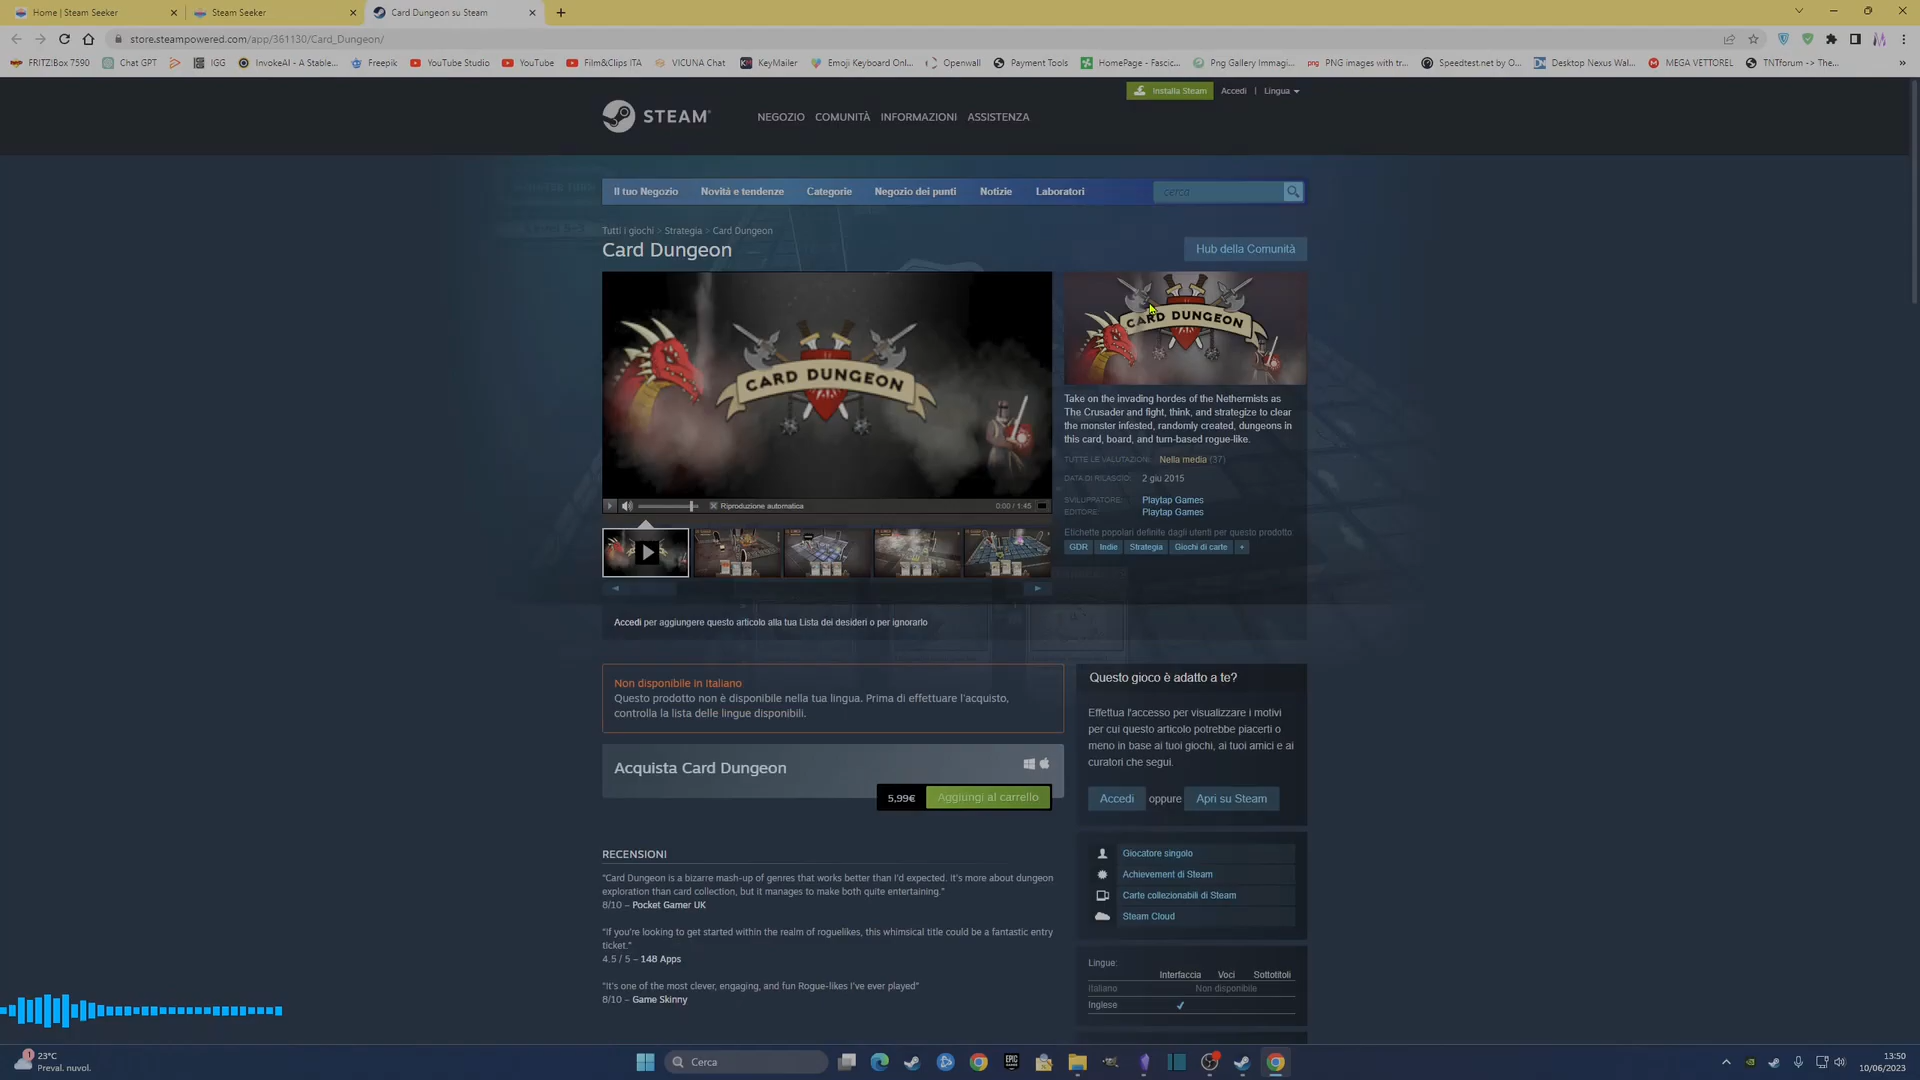 Home | Steam Seeker
Steam Seeker
Card Dungeon su Steam
store.steampowered.com/app/361130/Card_Dungeon/
FRITZ!Box 7590
Chat GPT
IGG
InvokeAI - A Stable...
Freepik
YouTube Studio
YouTube
Film&Clips ITA
VICUNA Chat
KeyMailer
Emoji Keyboard Onl...
Openwall
Payment Tools
HomePage - Fascic...
Png Gallery Immagi...
PNG images with tr...
Speedtest.net by O...
Desktop Nexus Wal...
MEGA VETTOREL
TNTforum -> The...
Installa Steam
Accedi | Lingua
STEAM
NEGOZIO COMUNITÀ INFORMAZIONI ASSISTENZA
Il tuo Negozio Novità e tendenze Categorie Negozio dei punti Notizie Laboratori cerca
Tutti i giochi > Strategia > Card Dungeon
Card Dungeon
Hub della Comunità
CARD DUNGEON
CARD DUNGEON
Take on the invading hordes of the Nethermists as
The Crusader and fight, think, and strategize to clear
the monster infested, randomly created, dungeons in
this card, board, and turn-based rogue-like.
TUTTE LE VALUTAZIONI: Nella media (37)
DATA DI RILASCIO: 2 giu 2015
SVILUPPATORE: Playtap Games
EDITORE: Playtap Games
Etichette popolari definite dagli utenti per questo prodotto
GDR Indie Strategia Giochi di carte +
Riproduzione automatica
0:00 / 1:45
Accedi per aggiungere questo articolo alla tua Lista dei desideri o per ignorarlo
Non disponibile in Italiano
Questo prodotto non è disponibile nella tua lingua. Prima di effettuare l'acquisto,
controlla la lista delle lingue disponibili.
Acquista Card Dungeon
5,99€ Aggiungi al carrello
RECENSIONI
“Card Dungeon is a bizarre mash-up of genres that works better than I’d expected. It’s more about dungeon
exploration than card collection, but it manages to make both quite entertaining.”
8/10 – Pocket Gamer UK
“If you’re looking to get started within the realm of roguelikes, this whimsical title could be a fantastic entry
ticket.”
4.5 / 5 – 148 Apps
“It’s one of the most clever, engaging, and fun Rogue-likes I’ve ever played”
8/10 – Game Skinny
Questo gioco è adatto a te?
Effettua l'accesso per visualizzare i motivi
per cui questo articolo potrebbe piacerti o
meno in base ai tuoi giochi, ai tuoi amici e ai
curatori che segui.
Accedi oppure Apri su Steam
Giocatore singolo
Achievement di Steam
Carte collezionabili di Steam
Steam Cloud
Lingue:
Interfaccia Voci Sottotitoli
Italiano Non disponibile
Inglese ✔
1
23°C
Preval. nuvol.
Cerca
EPIC
13:50
10/06/2023